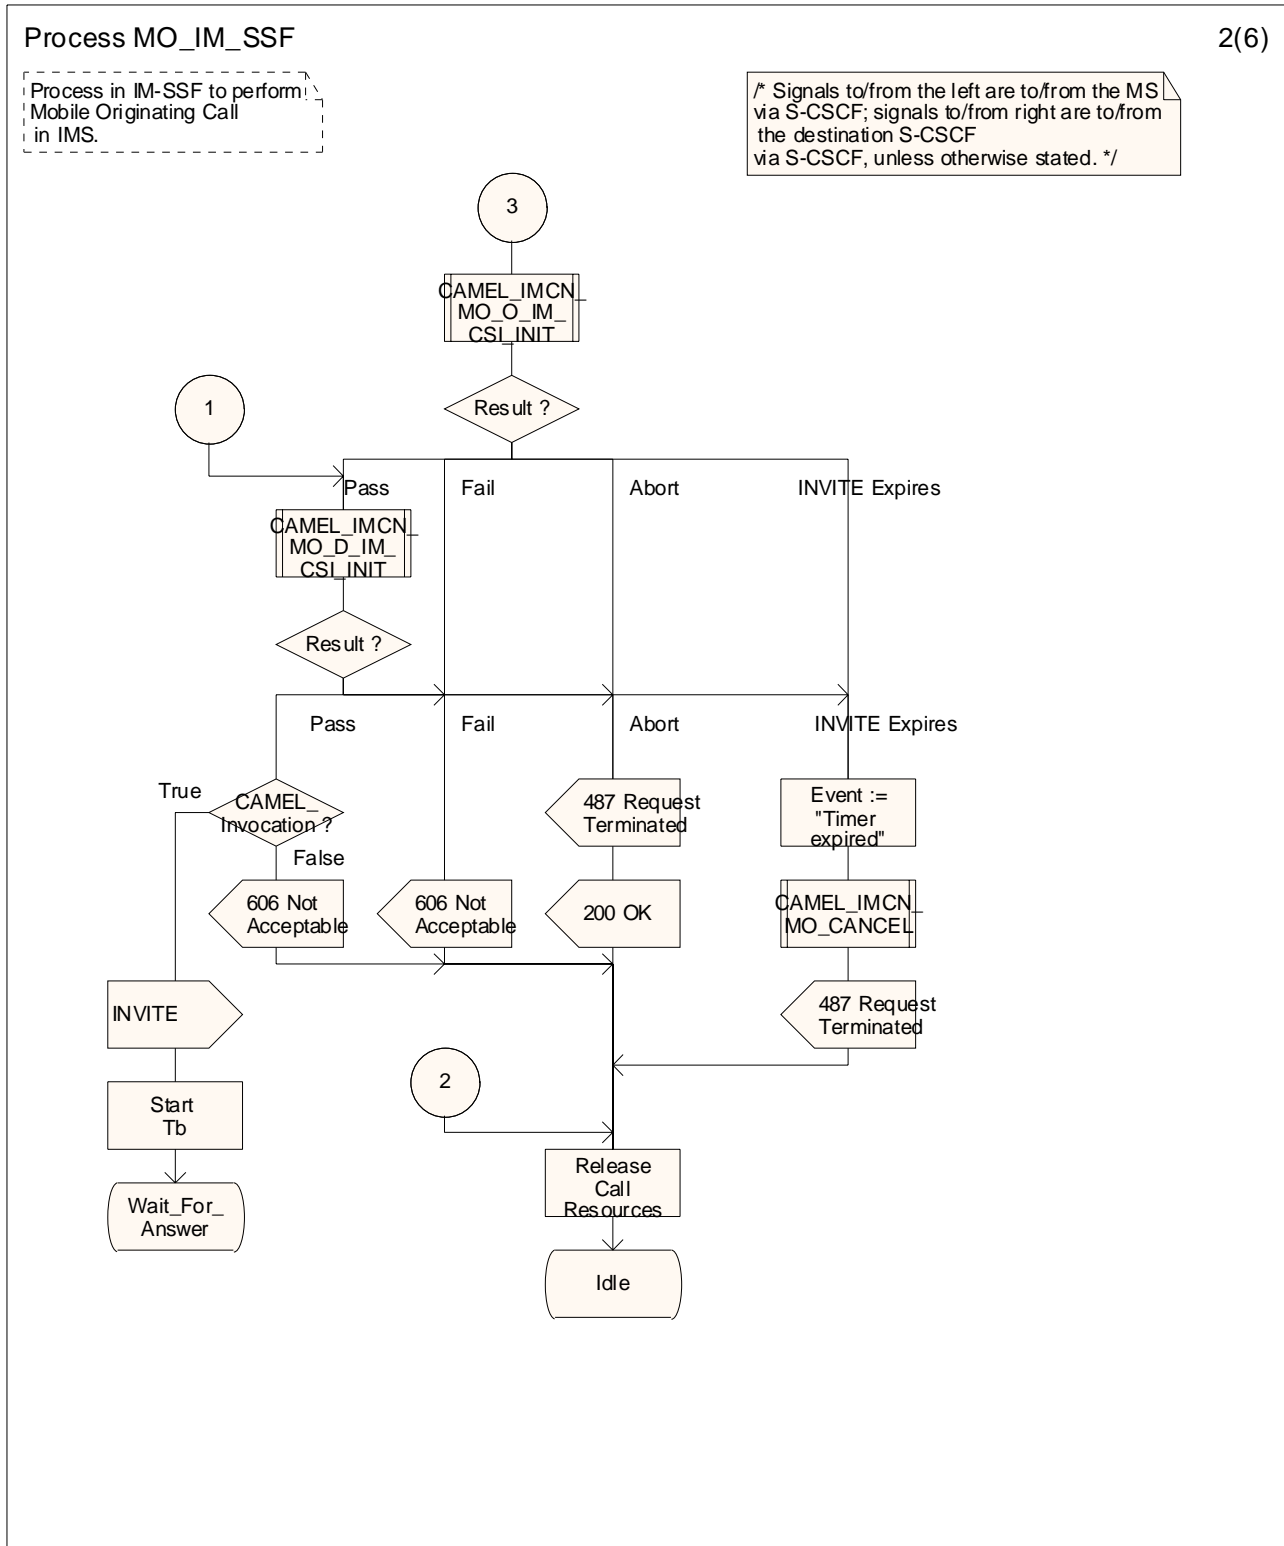 Process MO_IM_SSF
2(6)
Process in IM-SSF to perform
Mobile Originating Call
in IMS.
/* Signals to/from the left are to/from the MS
via S-CSCF; signals to/from right are to/from
the destination S-CSCF
via S-CSCF, unless otherwise stated. */
3
CAMEL_IMCN_
MO_O_IM_
CSI_INIT
Result ?
1
Pass
Fail
Abort
INVITE Expires
CAMEL_IMCN_
MO_D_IM_
CSI_INIT
Result ?
Pass
Fail
Abort
INVITE Expires
True
CAMEL_
Invocation ?
False
487 Request
Terminated
Event :=
"Timer
expired"
606 Not
Acceptable
606 Not
Acceptable
200 OK
CAMEL_IMCN_
MO_CANCEL
INVITE
487 Request
Terminated
2
Start
Tb
Release
Call
Resources
Wait_For_
Answer
Idle